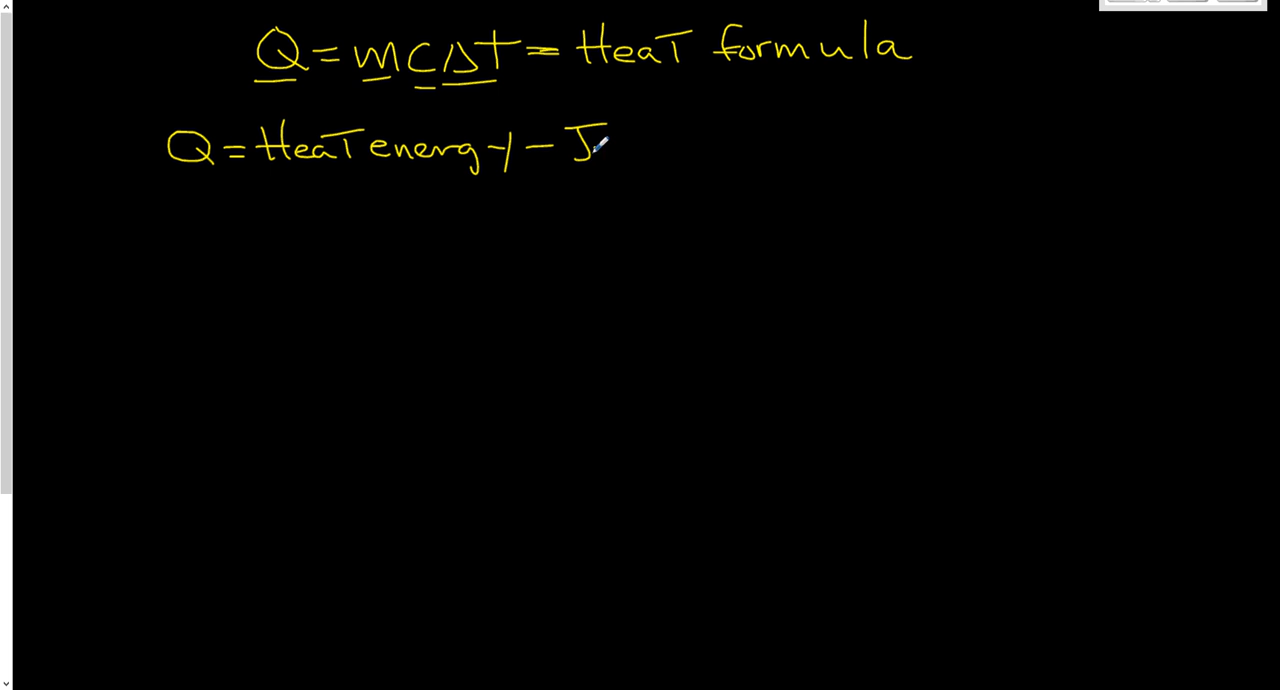 Q = mcΔt = Heat formula
Q = Heat energy - J